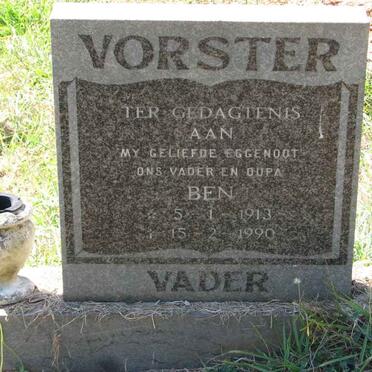 VORSTER
TER GEDAGTENIS
AAN
MY GELIEFDE EGGENOOT
ONS VADER EN OUPA
BEN
* 5 · 1 · 1913
† 15 · 2 · 1990
VADER